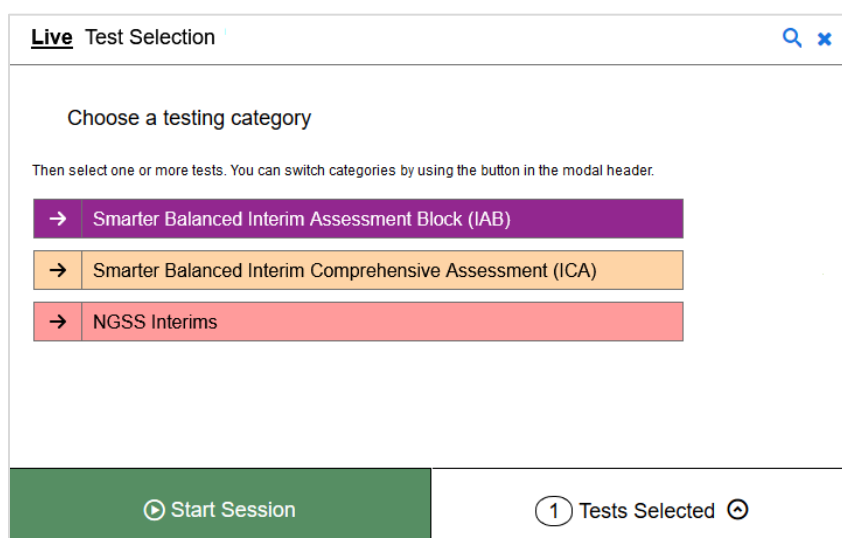 Live Test Selection
Choose a testing category
Then select one or more tests. You can switch categories by using the button in the modal header.
Smarter Balanced Interim Assessment Block (IAB)
Smarter Balanced Interim Comprehensive Assessment (ICA)
NGSS Interims
Start Session
1 Tests Selected